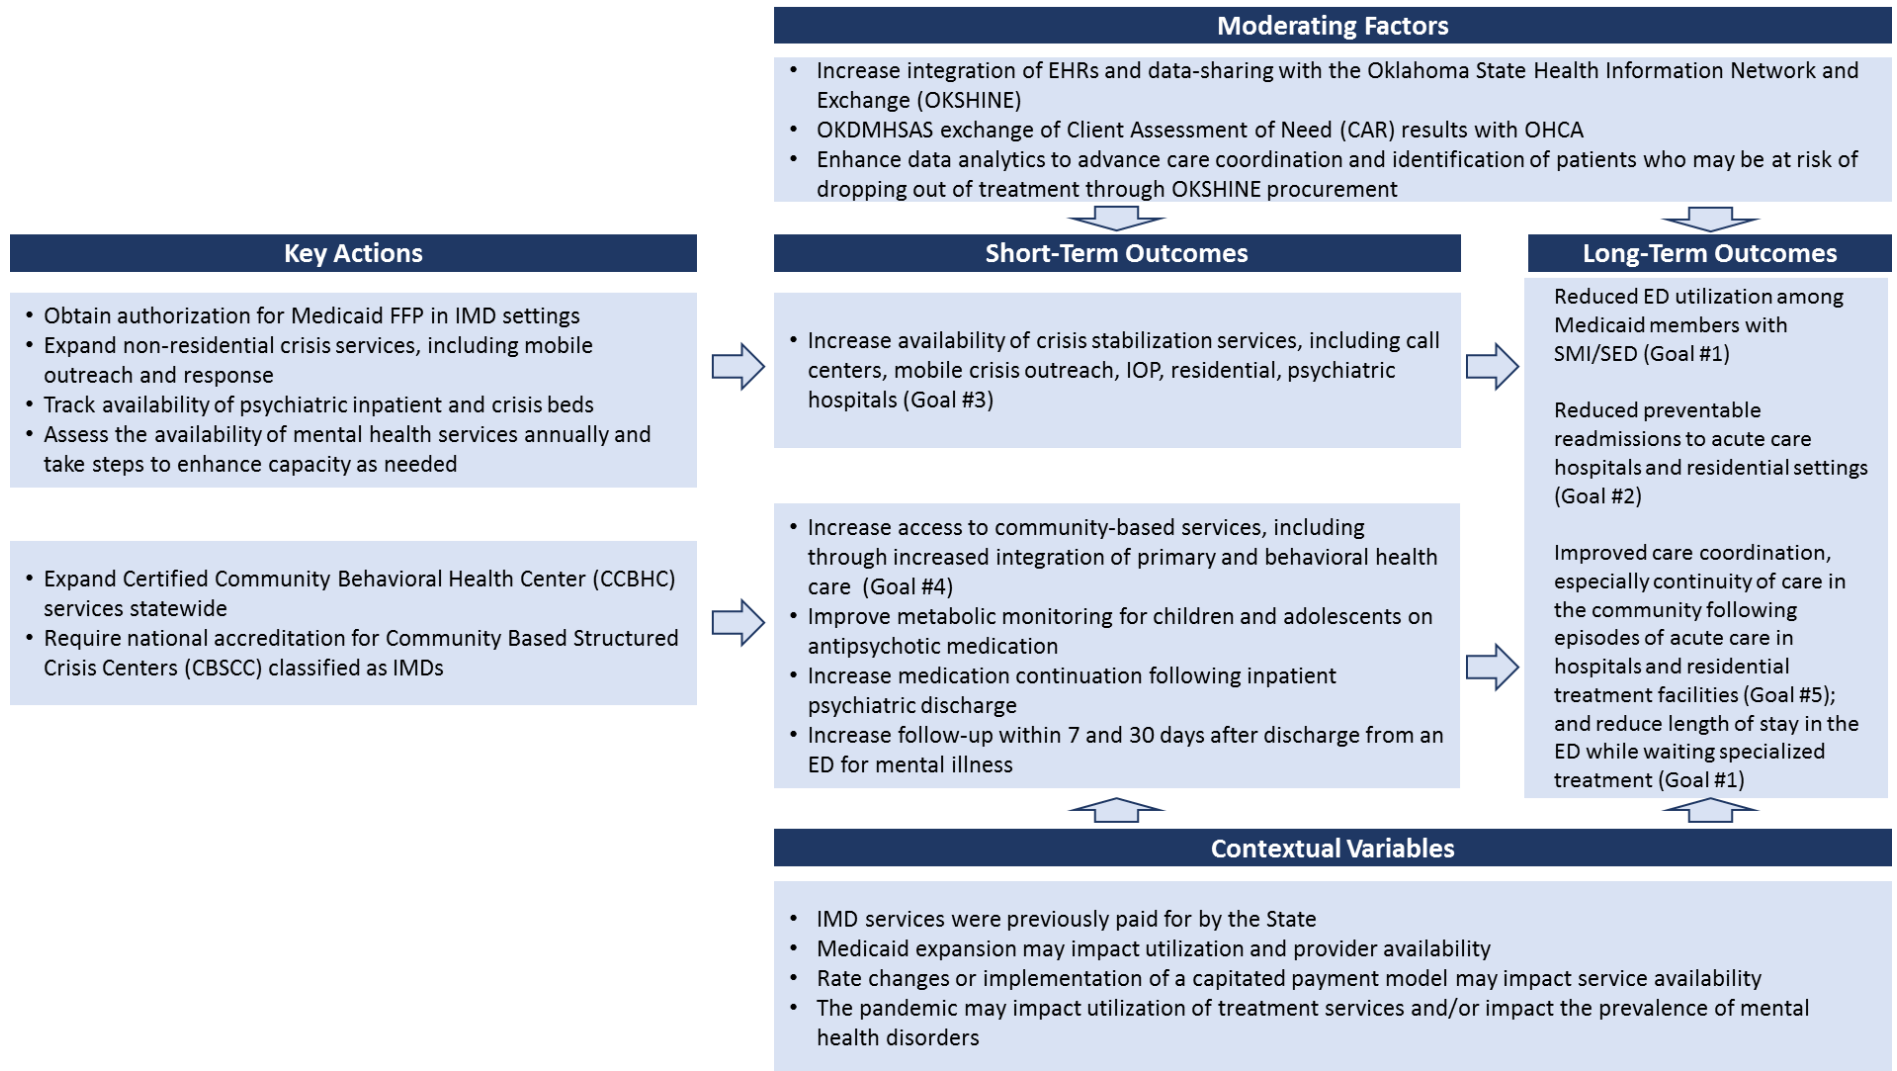 Moderating Factors
• Increase integration of EHRs and data-sharing with the Oklahoma State Health Information Network and
Exchange (OKSHINE)
• OKDMHSAS exchange of Client Assessment of Need (CAR) results with OHCA
• Enhance data analytics to advance care coordination and identification of patients who may be at risk of
dropping out of treatment through OKSHINE procurement
Key Actions
• Obtain authorization for Medicaid FFP in IMD settings
• Expand non-residential crisis services, including mobile
outreach and response
• Track availability of psychiatric inpatient and crisis beds
• Assess the availability of mental health services annually and
take steps to enhance capacity as needed
• Expand Certified Community Behavioral Health Center (CCBHC)
services statewide
• Require national accreditation for Community Based Structured
Crisis Centers (CBSCC) classified as IMDs
Short-Term Outcomes
• Increase availability of crisis stabilization services, including call
centers, mobile crisis outreach, IOP, residential, psychiatric
hospitals (Goal #3)
• Increase access to community-based services, including
through increased integration of primary and behavioral health
care (Goal #4)
• Improve metabolic monitoring for children and adolescents on
antipsychotic medication
• Increase medication continuation following inpatient
psychiatric discharge
• Increase follow-up within 7 and 30 days after discharge from an
ED for mental illness
Long-Term Outcomes
Reduced ED utilization among
Medicaid members with
SMI/SED (Goal #1)
Reduced preventable
readmissions to acute care
hospitals and residential settings
(Goal #2)
Improved care coordination,
especially continuity of care in
the community following
episodes of acute care in
hospitals and residential
treatment facilities (Goal #5);
and reduce length of stay in the
ED while waiting specialized
treatment (Goal #1)
Contextual Variables
• IMD services were previously paid for by the State
• Medicaid expansion may impact utilization and provider availability
• Rate changes or implementation of a capitated payment model may impact service availability
• The pandemic may impact utilization of treatment services and/or impact the prevalence of mental
health disorders